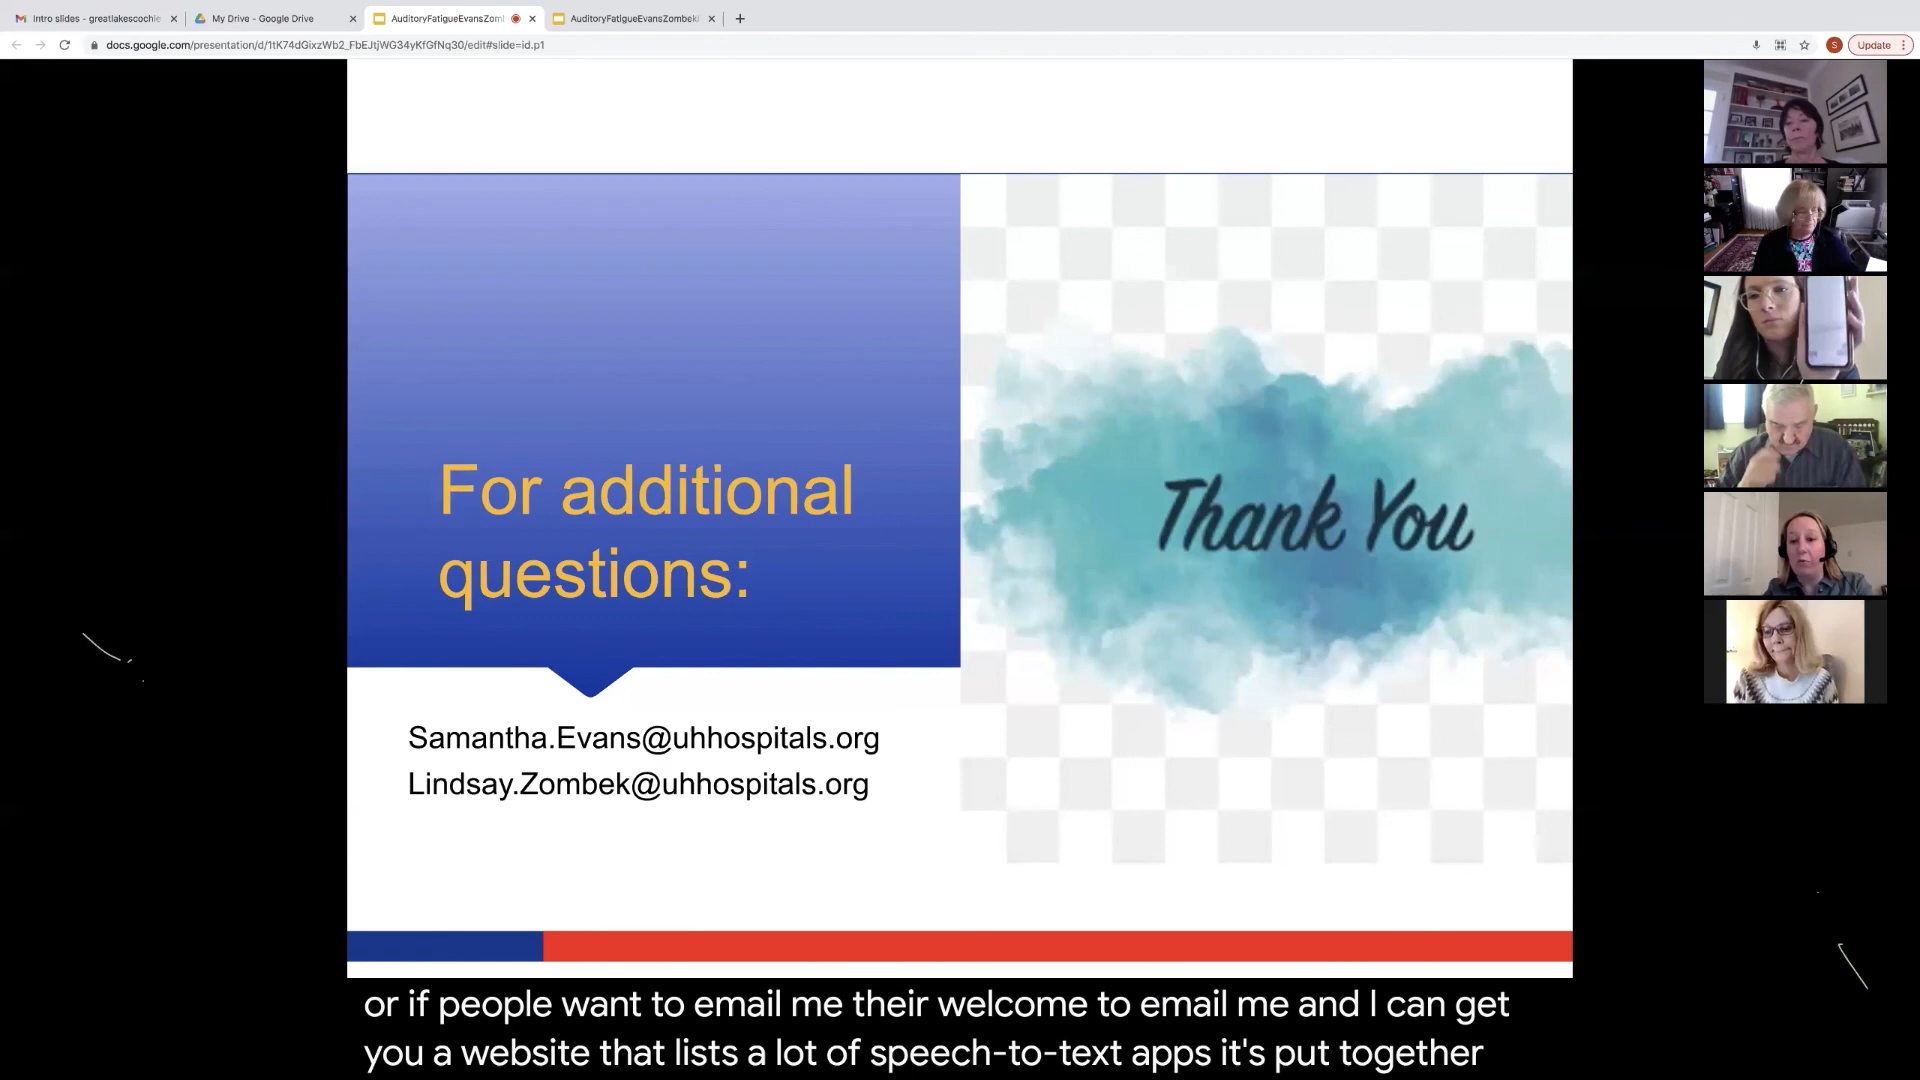 Intro slides - greatlakescochle
My Drive - Google Drive
AuditoryFatigueEvansZomb
AuditoryFatigueEvansZombek
docs.google.com/presentation/d/1tK74dGixzWb2_FbEJtjWG34yKfGfNq30/edit#slide=id.p1
S
Update
For additional
questions:
Thank You
Samantha.Evans@uhhospitals.org
Lindsay.Zombek@uhhospitals.org
or if people want to email me their welcome to email me and I can get
you a website that lists a lot of speech-to-text apps it's put together